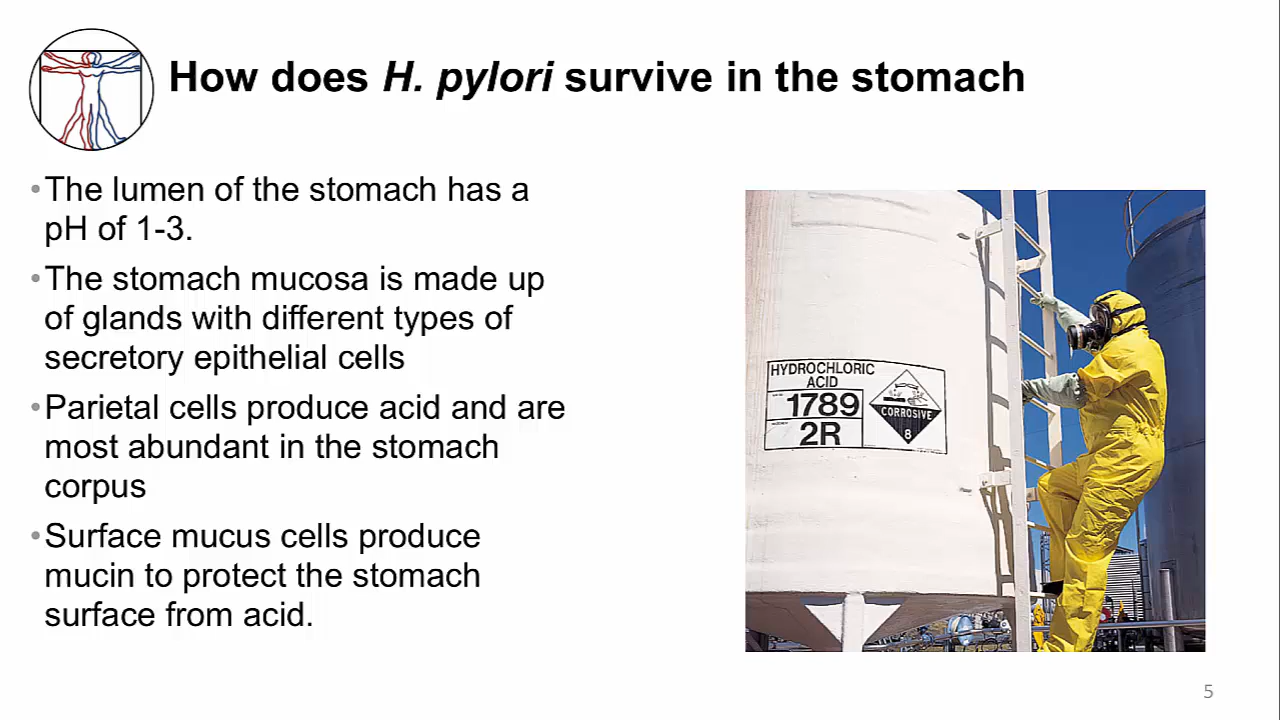 How does H. pylori survive in the stomach
•The lumen of the stomach has a
pH of 1-3.
•The stomach mucosa is made up
of glands with different types of
secretory epithelial cells
•Parietal cells produce acid and are
most abundant in the stomach
corpus
•Surface mucus cells produce
mucin to protect the stomach
surface from acid.
HYDROCHLORIC
ACID
1789
2R
CORROSIVE
8
5